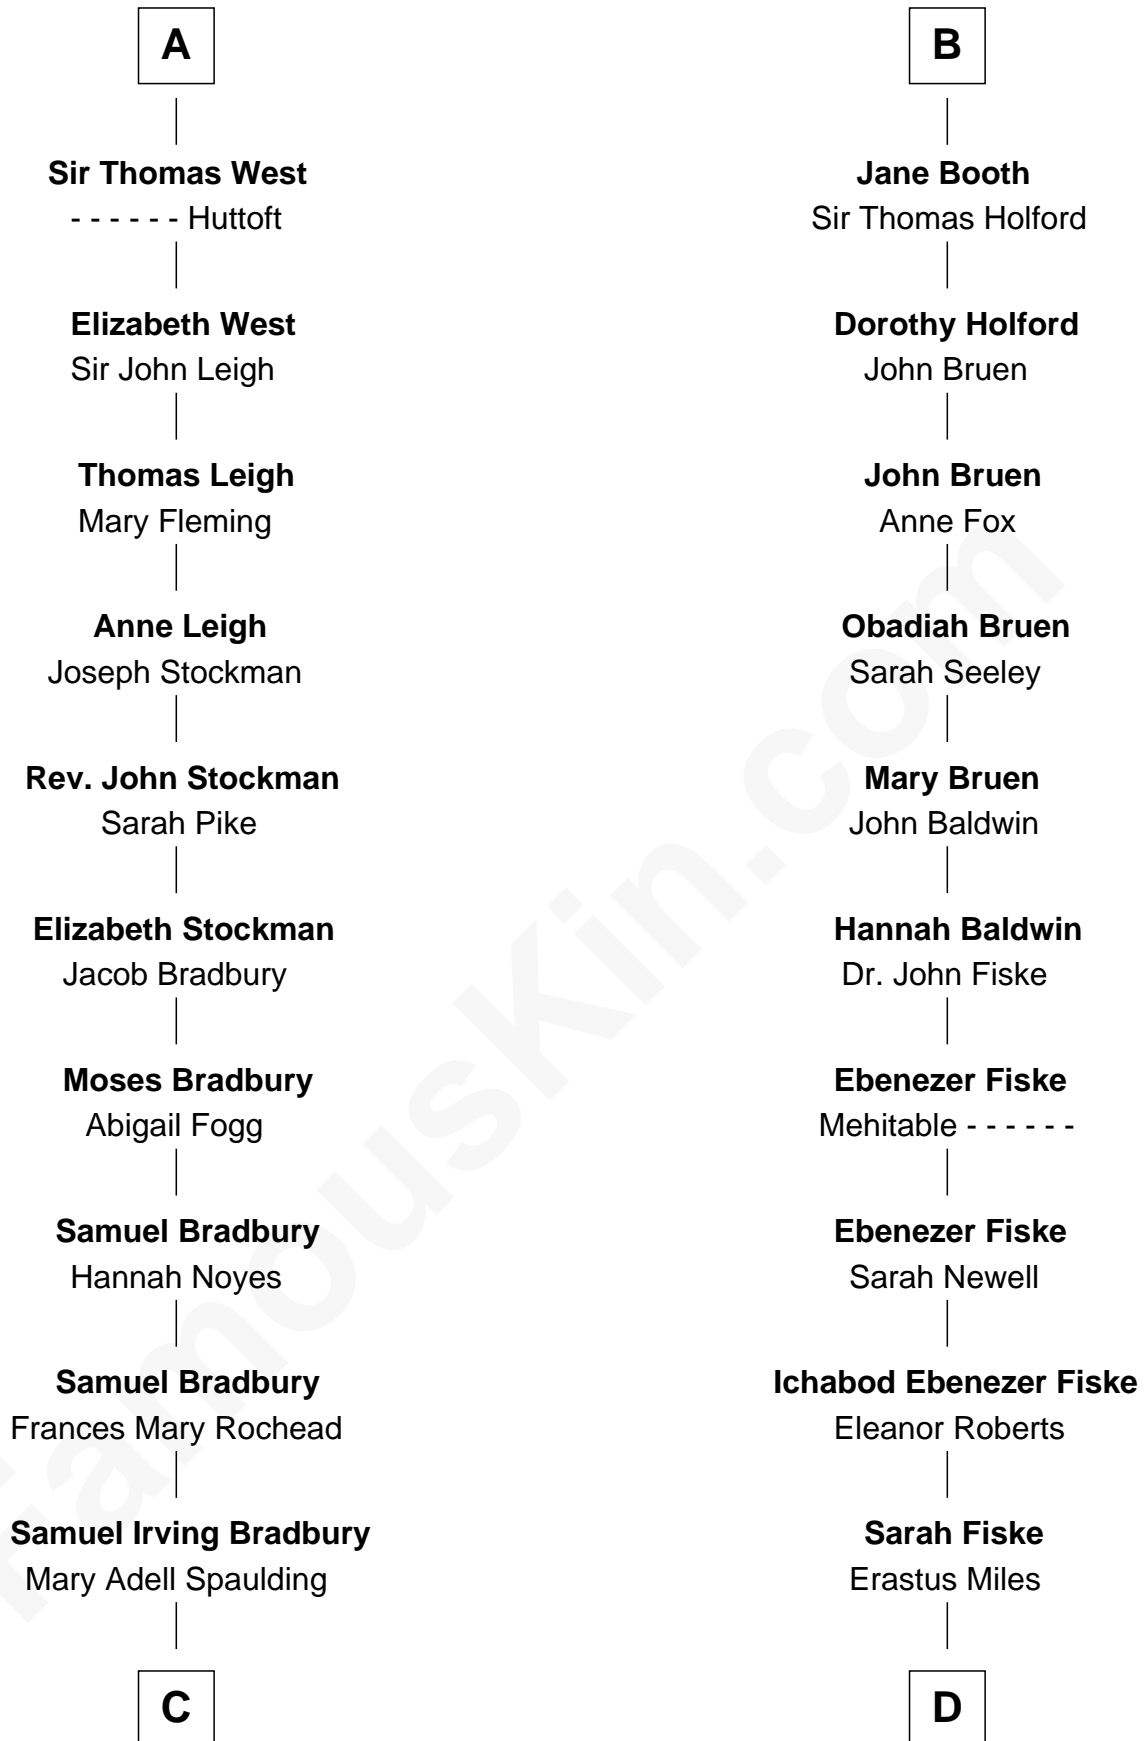 A
Sir Thomas West
- - - - - - Huttoft
Elizabeth West
Sir John Leigh
Thomas Leigh
Mary Fleming
Anne Leigh
Joseph Stockman
Rev. John Stockman
Sarah Pike
Elizabeth Stockman
Jacob Bradbury
Moses Bradbury
Abigail Fogg
Samuel Bradbury
Hannah Noyes
Samuel Bradbury
Frances Mary Rochead
Samuel Irving Bradbury
Mary Adell Spaulding
C
B
Jane Booth
Sir Thomas Holford
Dorothy Holford
John Bruen
John Bruen
Anne Fox
Obadiah Bruen
Sarah Seeley
Mary Bruen
John Baldwin
Hannah Baldwin
Dr. John Fiske
Ebenezer Fiske
Mehitable - - - - - -
Ebenezer Fiske
Sarah Newell
Ichabod Ebenezer Fiske
Eleanor Roberts
Sarah Fiske
Erastus Miles
D
FamousKin.com